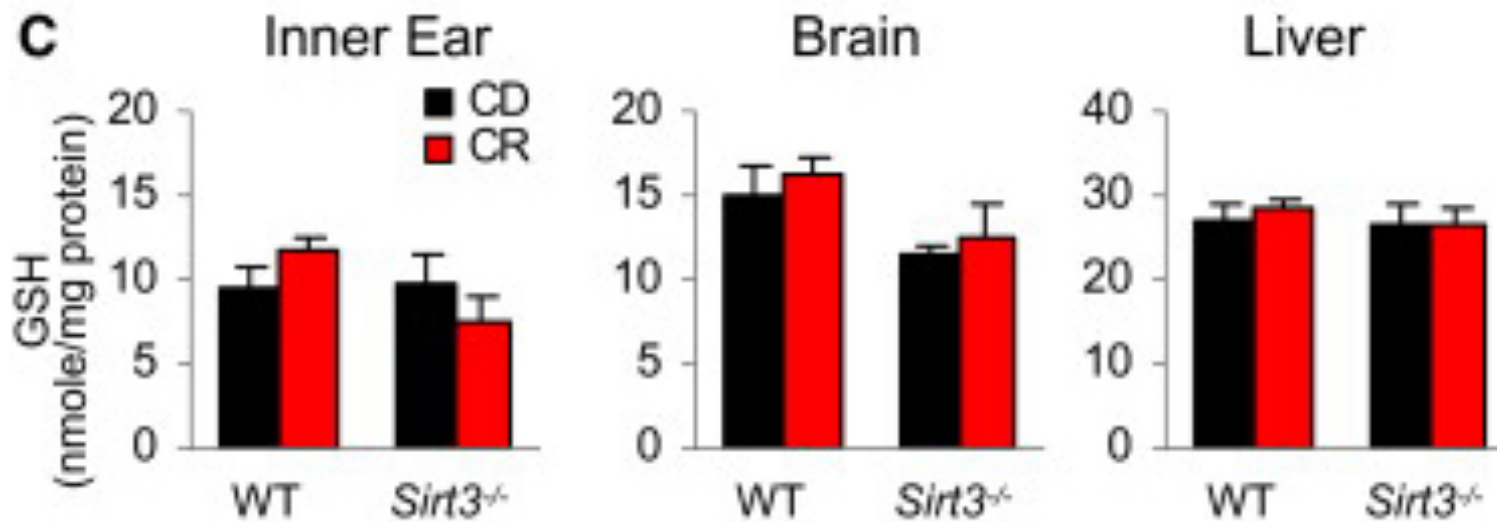 C
Inner Ear
Brain
Liver
CD
CR
GSH
(nmole/mg protein)
20
15
10
5
0
WT
Sirt3-/-
20
15
10
5
0
WT
Sirt3-/-
40
30
20
10
0
WT
Sirt3-/-